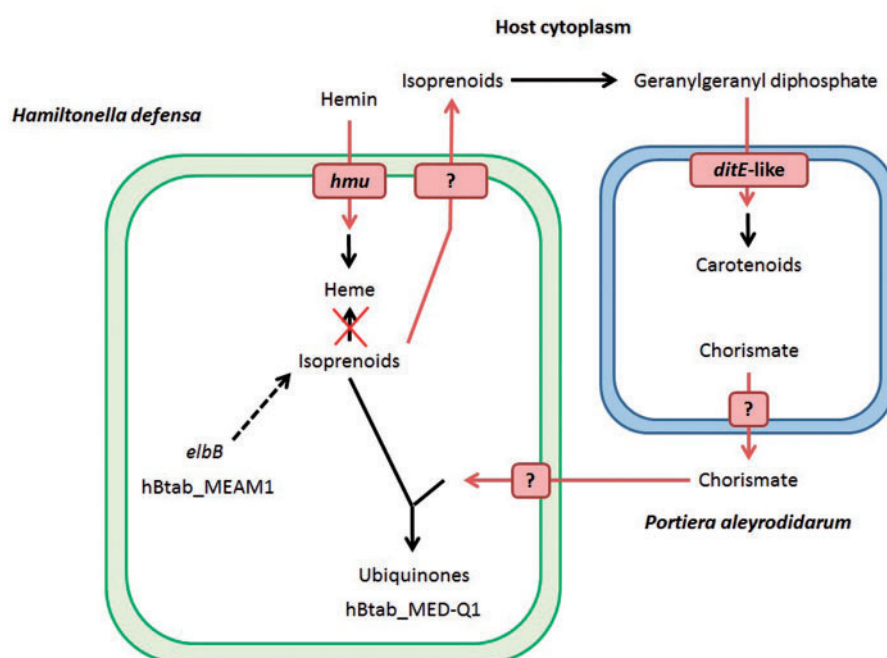 Host cytoplasm
Isoprenoids
Geranylgeranyl diphosphate
Hemin
Hamiltonella defensa
hmu
?
ditE-like
Carotenoids
Heme
Isoprenoids
Chorismate
?
elbB
hBtab_MEAM1
?
Chorismate
Portiera aleyrodidarum
Ubiquinones
hBtab_MED-Q1